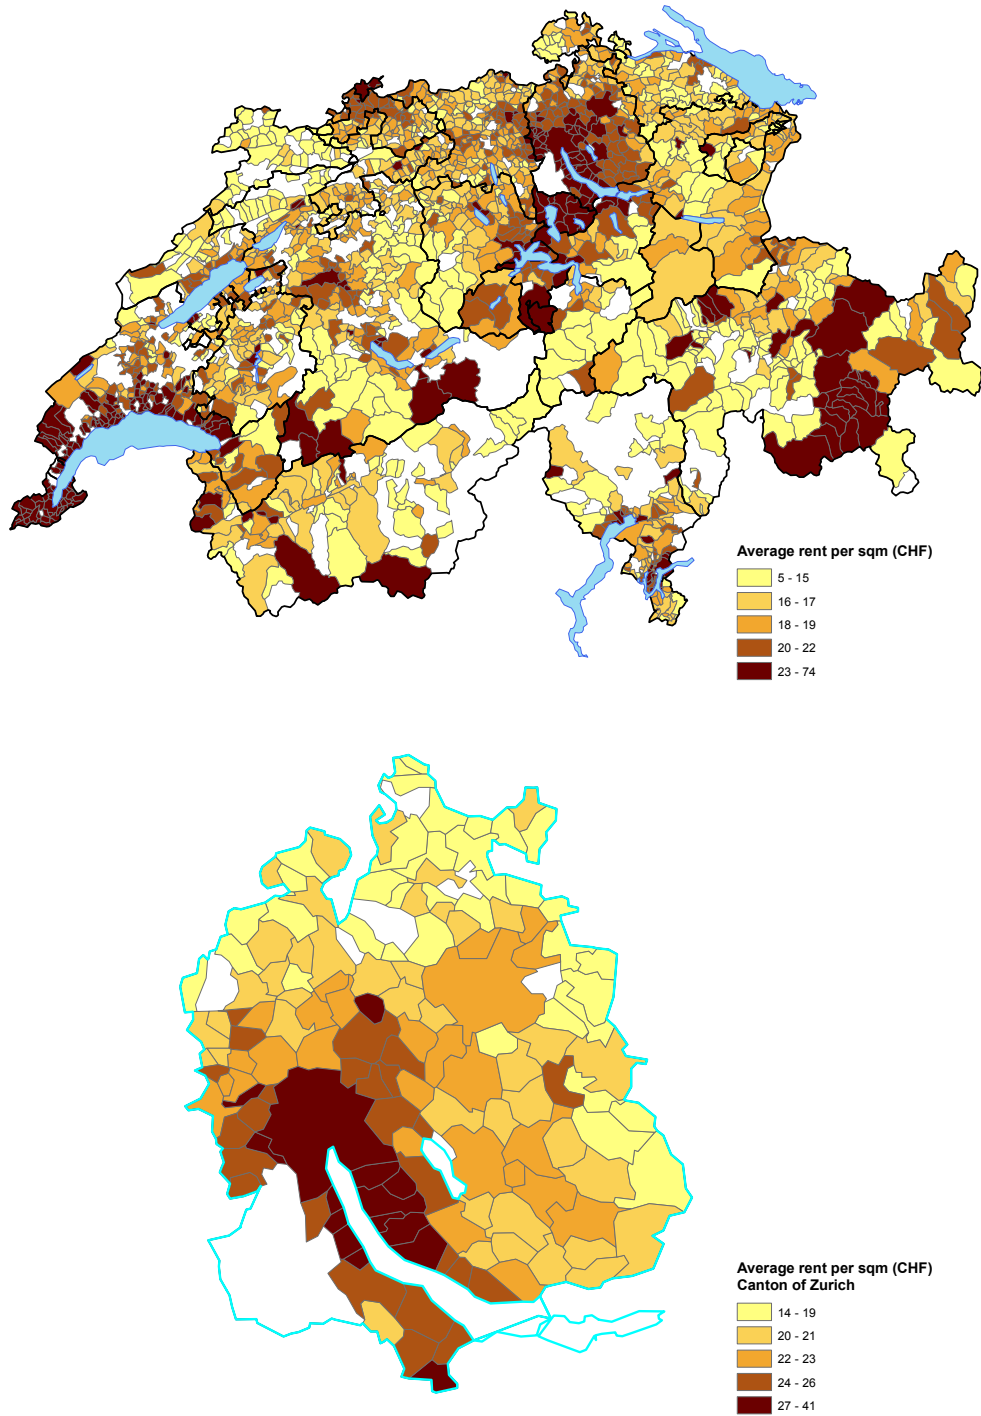 Average rent per sqm (CHF)
5 - 15
16 - 17
18 - 19
20 - 22
23 - 74
Average rent per sqm (CHF)
Canton of Zurich
14 - 19
20 - 21
22 - 23
24 - 26
27 - 41